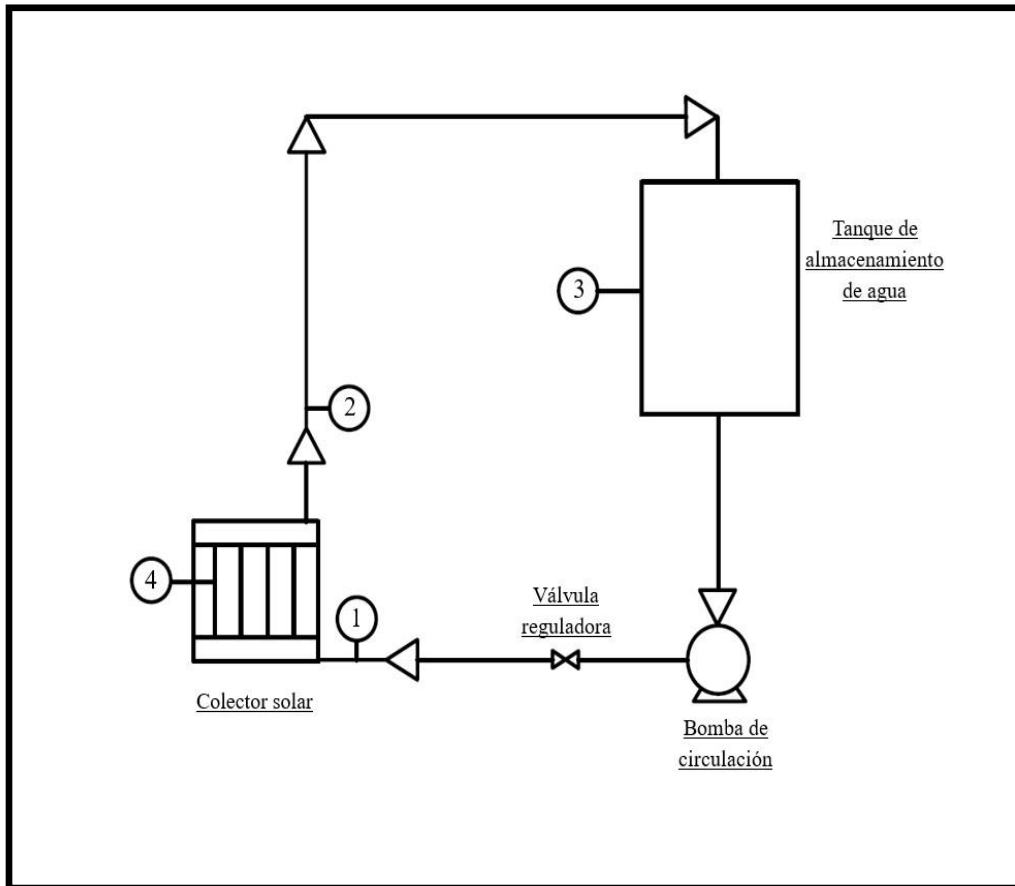 Tanque de
almacenamiento
de agua
3
2
4
1
Válvula
reguladora
Colector solar
Bomba de
circulación